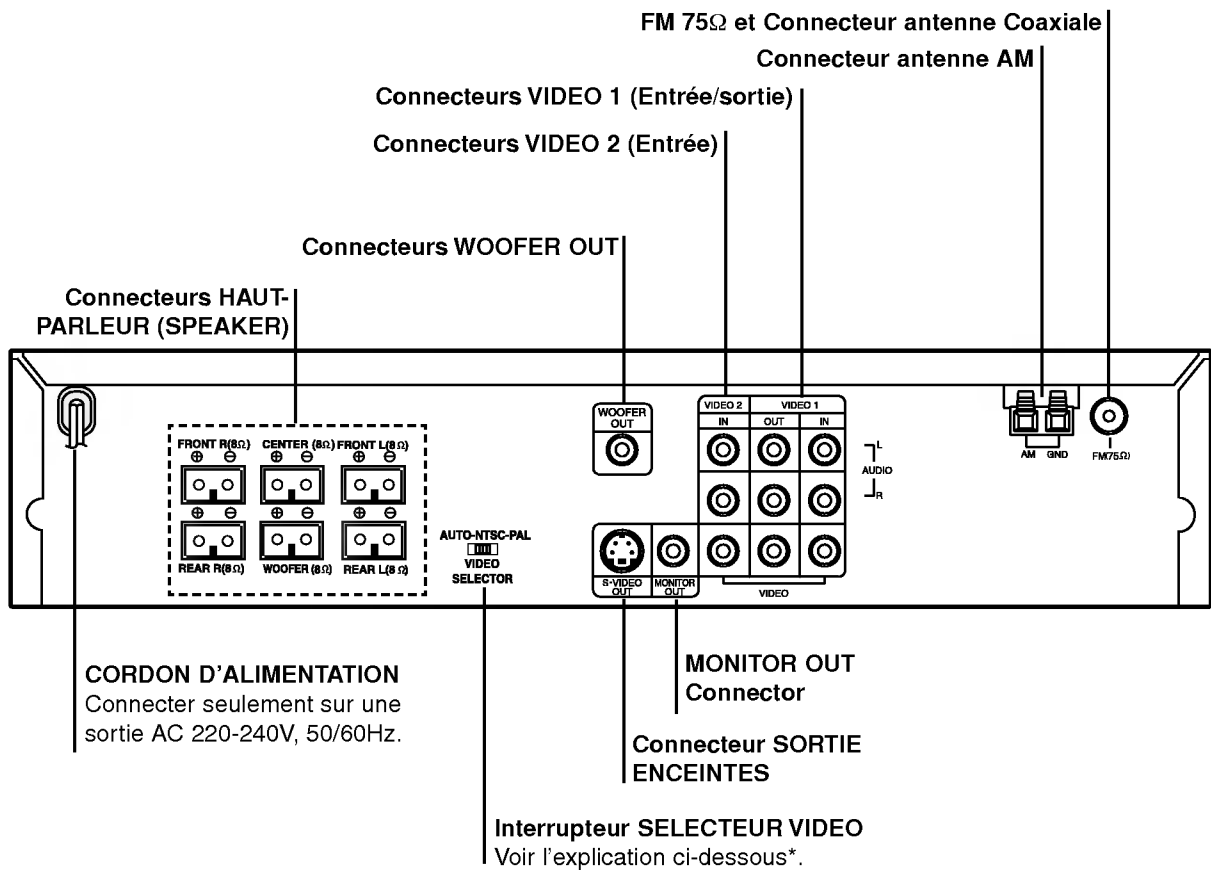 FM 75Ω et Connecteur antenne Coaxiale
Connecteur antenne AM
Connecteurs VIDEO 1 (Entrée/sortie)
Connecteurs VIDEO 2 (Entrée)
Connecteurs WOOFER OUT
Connecteurs HAUT-
PARLEUR (SPEAKER)
FRONT R(8Ω) CENTER (8Ω) FRONT L(8Ω)
⊕ ⊖ ⊕ ⊖ ⊕ ⊖
⊕ ⊖ ⊕ ⊖ ⊕ ⊖
REAR R(8Ω) WOOFER (8Ω) REAR L(8Ω)
AUTO-NTSC-PAL
VIDEO
SELECTOR
WOOFER
OUT
VIDEO 2 VIDEO 1
IN OUT IN
L
AUDIO
R
S-VIDEO
OUT
MONITOR
OUT
VIDEO
AM GND
FM(75Ω)
CORDON D'ALIMENTATION
Connecter seulement sur une
sortie AC 220-240V, 50/60Hz.
MONITOR OUT
Connector
Connecteur SORTIE
ENCEINTES
Interrupteur SELECTEUR VIDEO
Voir l'explication ci-dessous*.